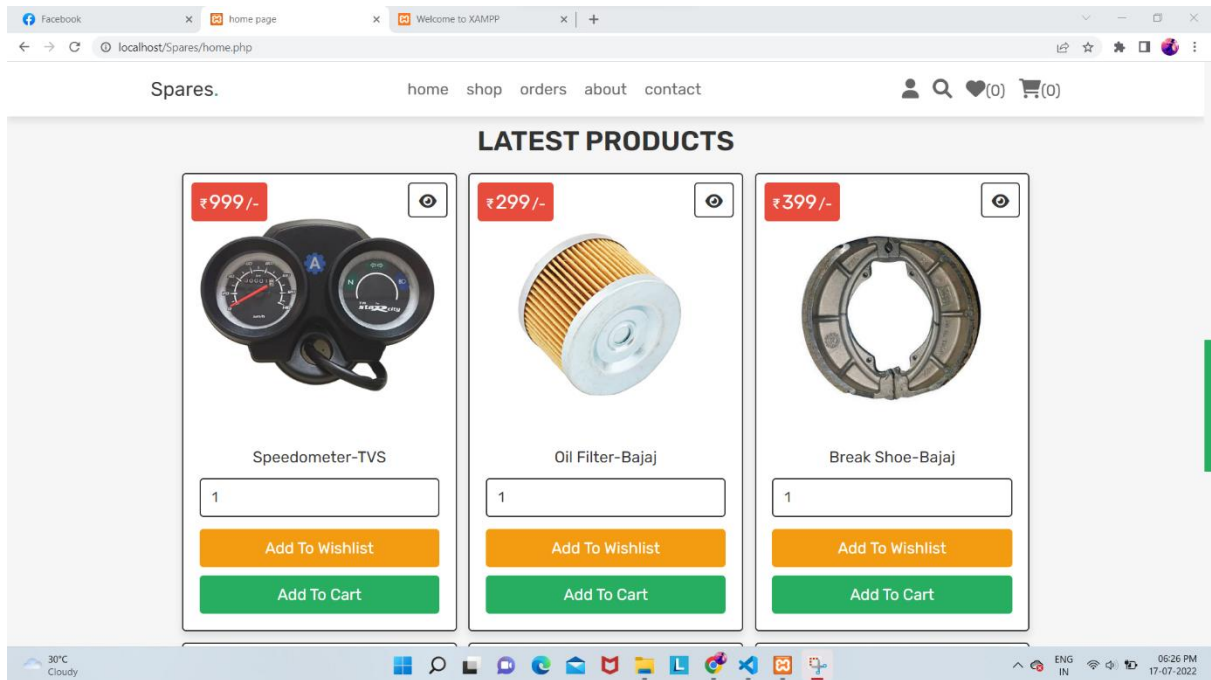 Facebook
home page
Welcome to XAMPP
localhost/Spares/home.php
Spares.
home shop orders about contact
(0) (0)
LATEST PRODUCTS
₹999/-
₹299/-
₹399/-
A
N
Speedometer-TVS
Oil Filter-Bajaj
Break Shoe-Bajaj
1
1
1
Add To Wishlist
Add To Wishlist
Add To Wishlist
Add To Cart
Add To Cart
Add To Cart
30°C
Cloudy
L
ENG
IN
06:26 PM
17-07-2022